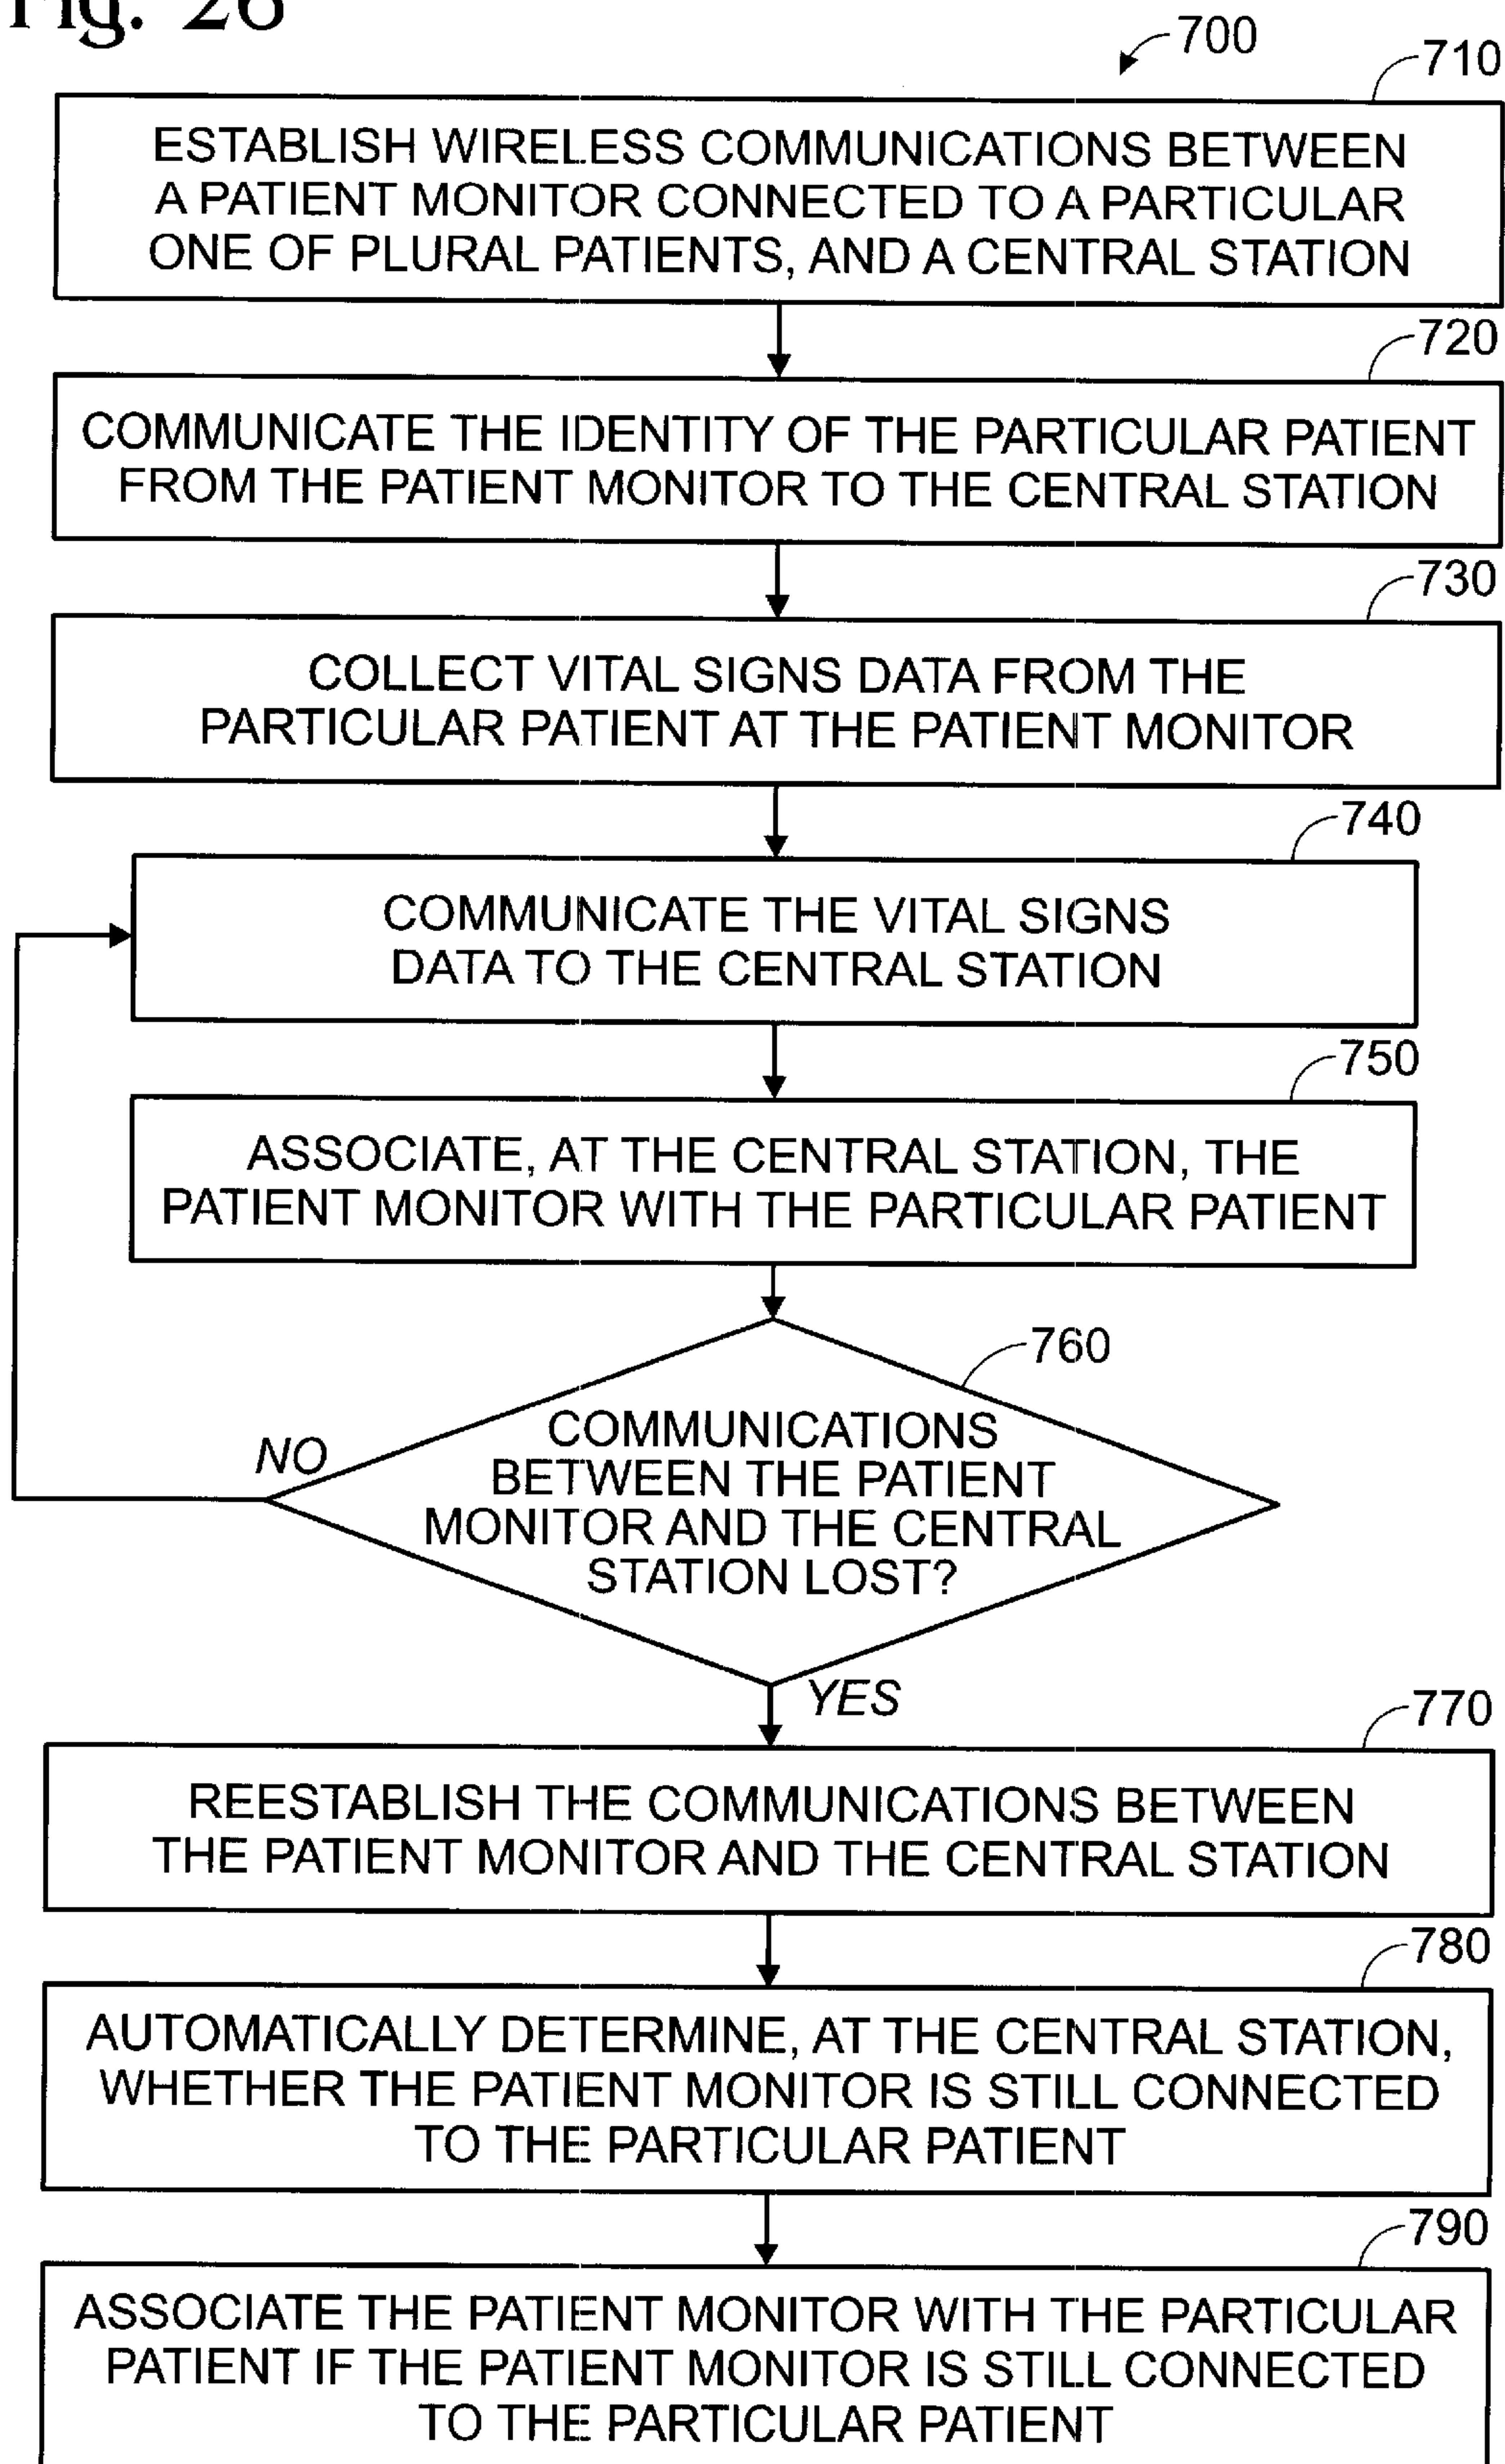 Fig. 26
700
710
ESTABLISH WIRELESS COMMUNICATIONS BETWEEN
A PATIENT MONITOR CONNECTED TO A PARTICULAR
ONE OF PLURAL PATIENTS, AND A CENTRAL STATION
720
COMMUNICATE THE IDENTITY OF THE PARTICULAR PATIENT
FROM THE PATIENT MONITOR TO THE CENTRAL STATION
730
COLLECT VITAL SIGNS DATA FROM THE
PARTICULAR PATIENT AT THE PATIENT MONITOR
740
COMMUNICATE THE VITAL SIGNS
DATA TO THE CENTRAL STATION
750
ASSOCIATE, AT THE CENTRAL STATION, THE
PATIENT MONITOR WITH THE PARTICULAR PATIENT
760
COMMUNICATIONS
BETWEEN THE PATIENT
MONITOR AND THE CENTRAL
STATION LOST?
NO
YES
770
REESTABLISH THE COMMUNICATIONS BETWEEN
THE PATIENT MONITOR AND THE CENTRAL STATION
780
AUTOMATICALLY DETERMINE, AT THE CENTRAL STATION,
WHETHER THE PATIENT MONITOR IS STILL CONNECTED
TO THE PARTICULAR PATIENT
790
ASSOCIATE THE PATIENT MONITOR WITH THE PARTICULAR
PATIENT IF THE PATIENT MONITOR IS STILL CONNECTED
TO THE PARTICULAR PATIENT